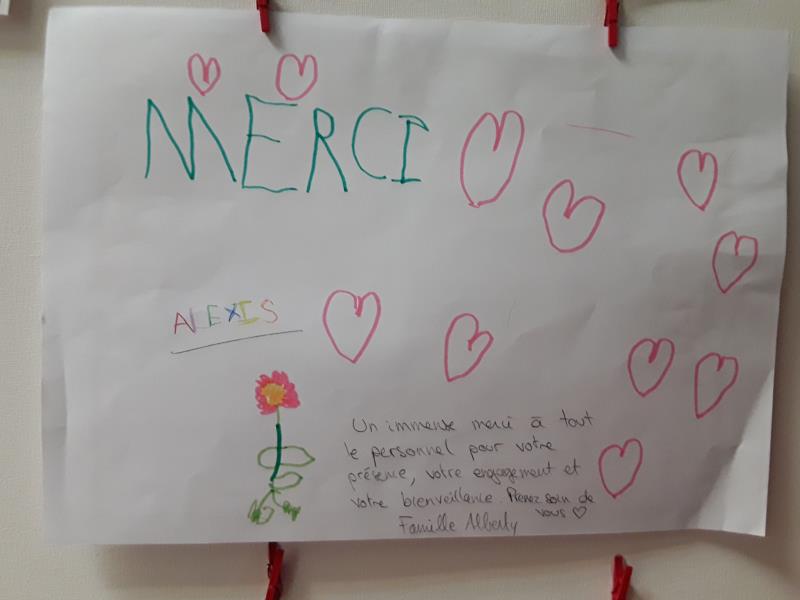 MERCI
ALEXIS
Un immense merci à tout
le personnel pour votre
présence, votre engagement et
votre bienveillance. Prenez soin de
vous ♡
Famille Alberty